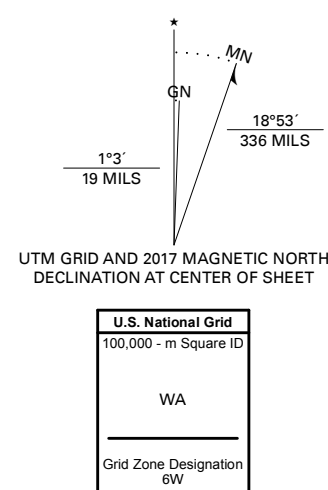 ★
MN
GN
18°53´
336 MILS
1°3´
19 MILS
UTM GRID AND 2017 MAGNETIC NORTH
DECLINATION AT CENTER OF SHEET
U.S. National Grid
100,000 - m Square ID
WA
Grid Zone Designation
6W